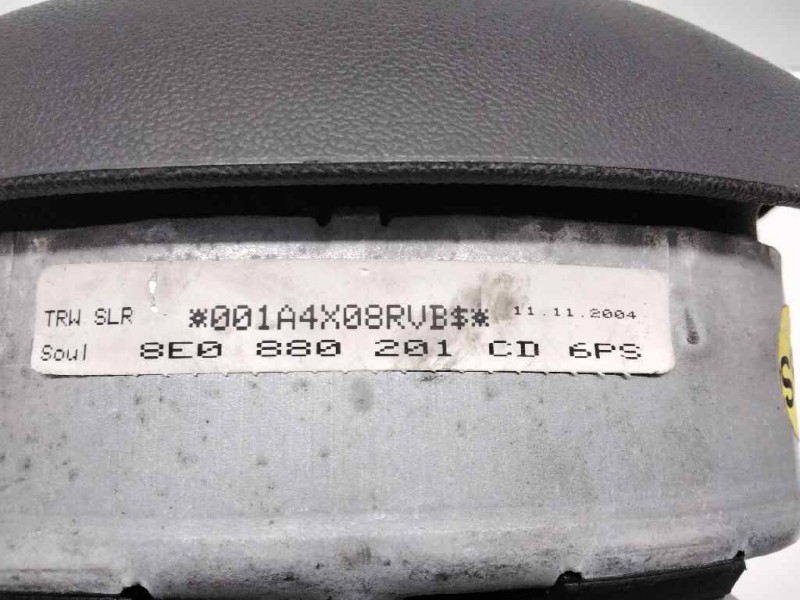 TRW SLR *001A4X08RVB$* 11.11.2004
Soul 8E0 880 201 CD 6PS
S